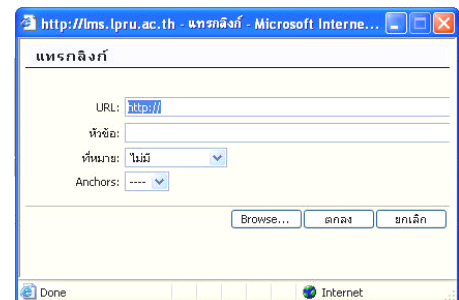 http://lms.lpru.ac.th - แทรกลิงก์ - Microsoft Interne...
แทรกลิงก์
URL: http://
หัวข้อ:
ที่หมาย: ไม่มี
Anchors: ----
Browse... ตกลง ยกเลิก
Done Internet